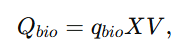 Q_{bio} = q_{bio}XV,